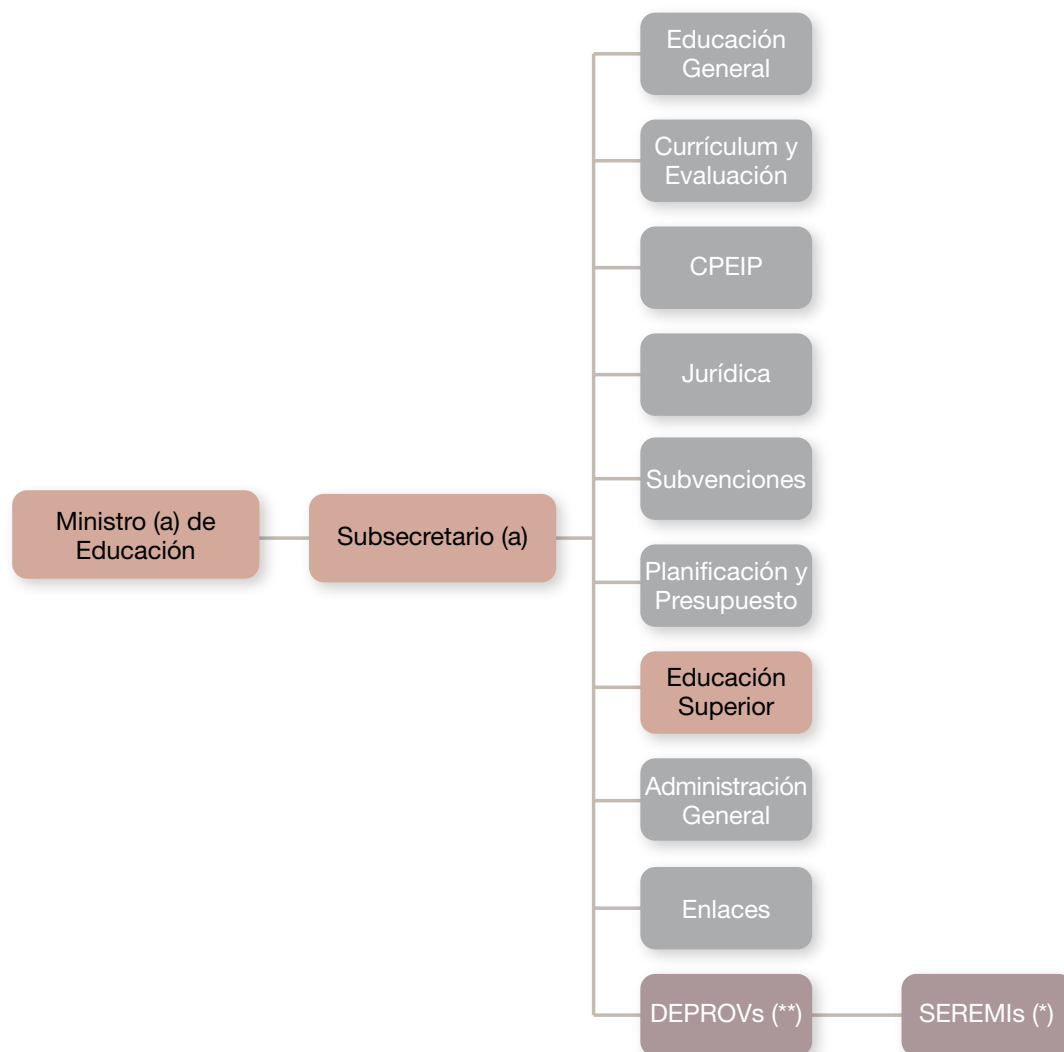 Educación
General
Currículum y
Evaluación
CPEIP
Jurídica
Subvenciones
Ministro (a) de
Educación
Subsecretario (a)
Planificación y
Presupuesto
Educación
Superior
Administración
General
Enlaces
DEPROVs (**)
SEREMIs (*)